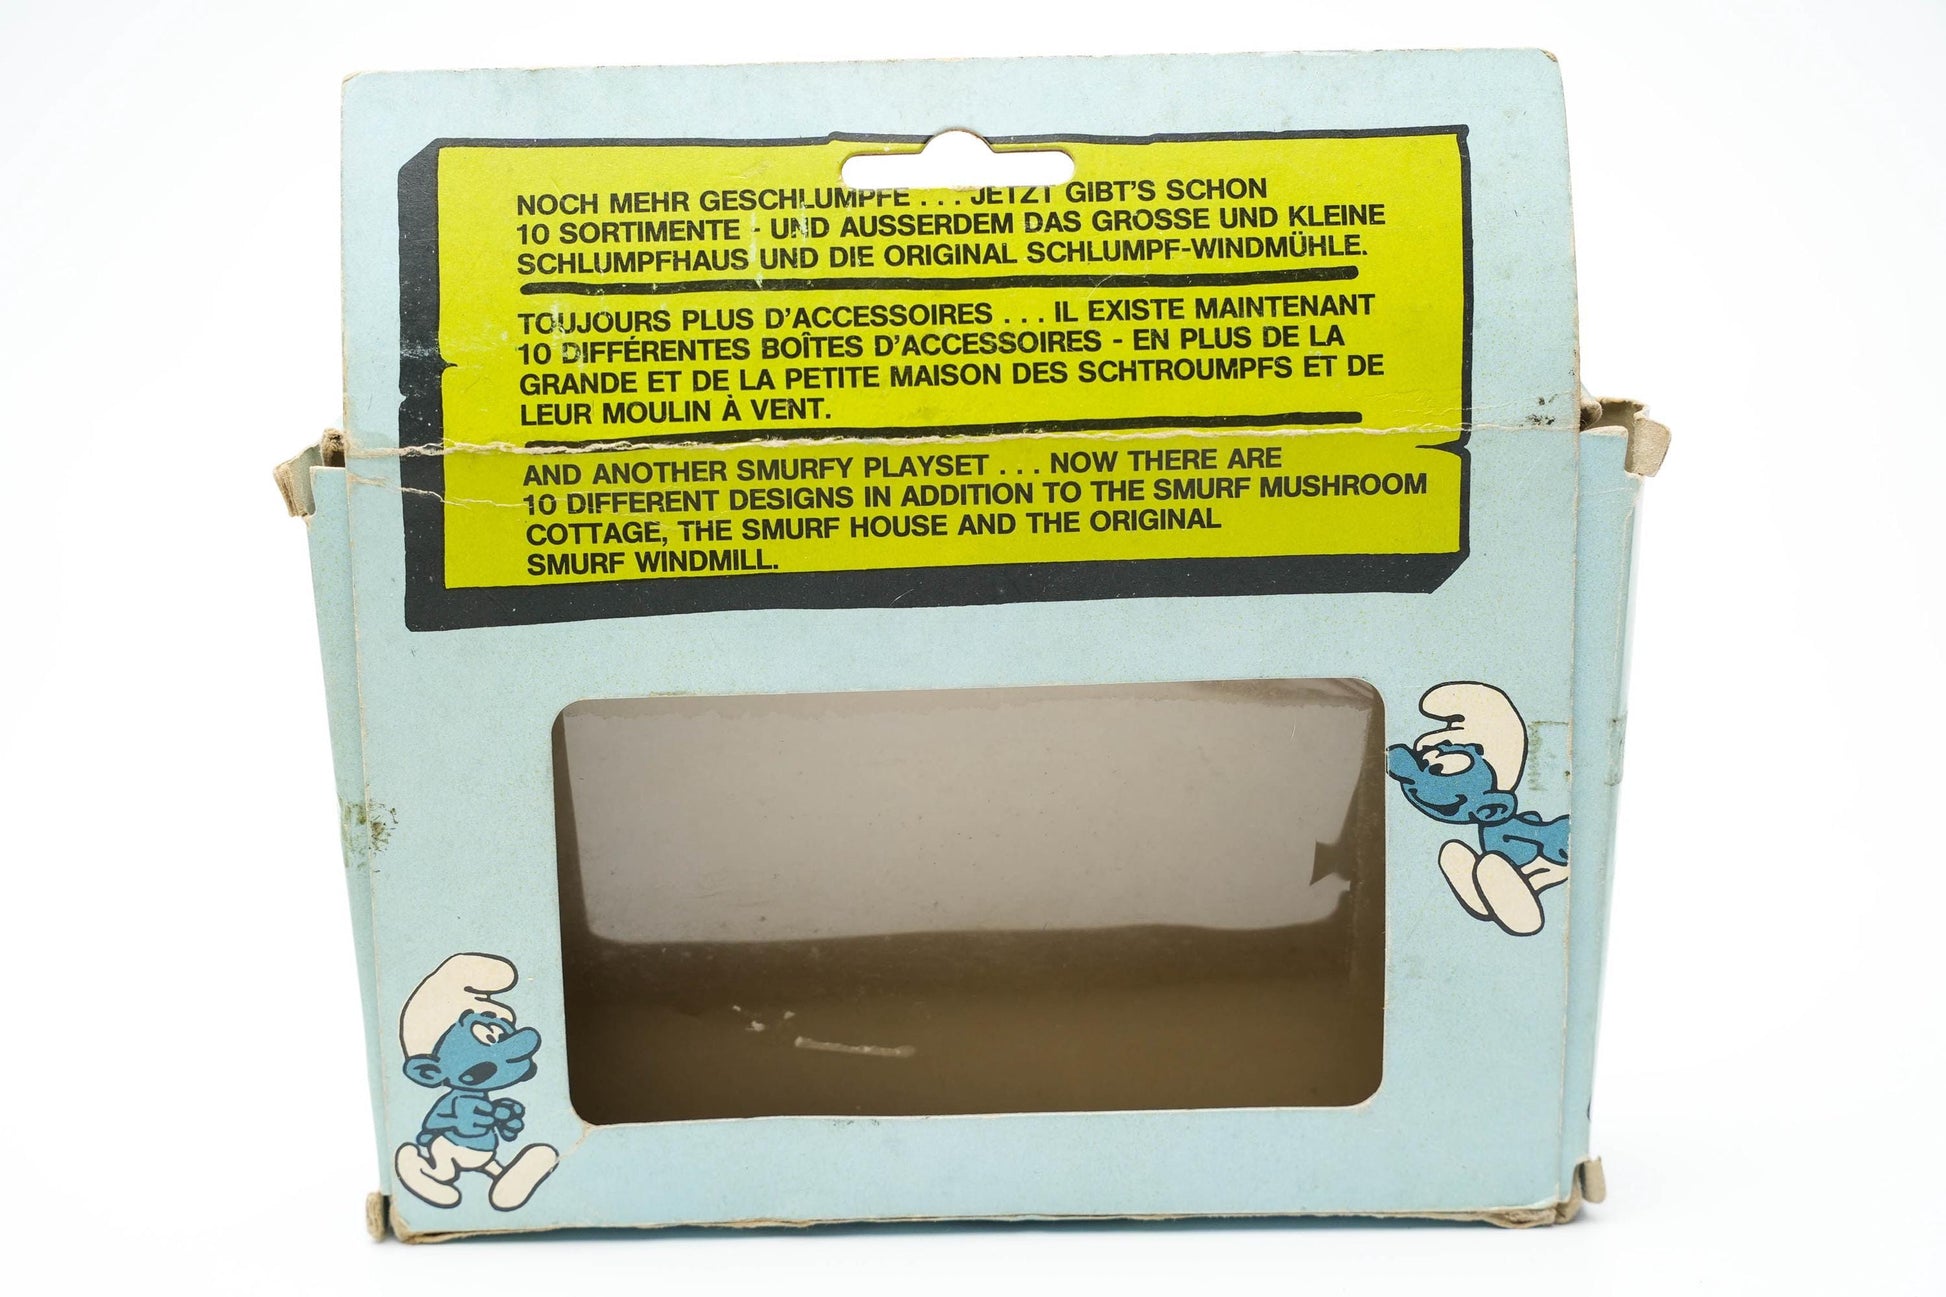 NOCH MEHR GESCHLUMPFE . . . JETZT GIBT'S SCHON
10 SORTIMENTE - UND AUSSERDEM DAS GROSSE UND KLEINE
SCHLUMPFHAUS UND DIE ORIGINAL SCHLUMPF-WINDMÜHLE.
TOUJOURS PLUS D'ACCESSOIRES . . . IL EXISTE MAINTENANT
10 DIFFÉRENTES BOÎTES D'ACCESSOIRES - EN PLUS DE LA
GRANDE ET DE LA PETITE MAISON DES SCHTROUMPFS ET DE
LEUR MOULIN À VENT.
AND ANOTHER SMURFY PLAYSET . . . NOW THERE ARE
10 DIFFERENT DESIGNS IN ADDITION TO THE SMURF MUSHROOM
COTTAGE, THE SMURF HOUSE AND THE ORIGINAL
SMURF WINDMILL.